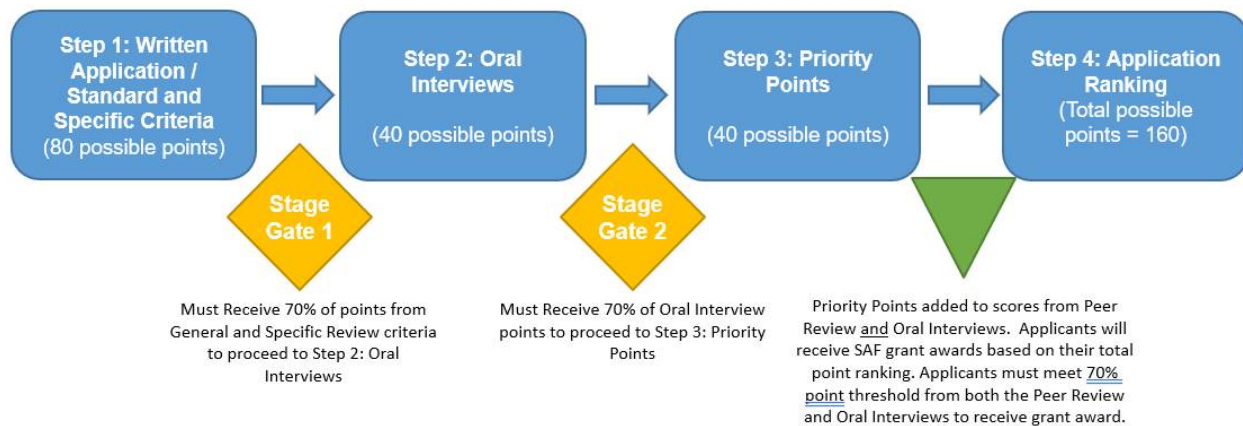 Step 1: Written
Application /
Standard and
Specific Criteria
(80 possible points)
Step 2: Oral
Interviews
(40 possible points)
Step 3: Priority
Points
(40 possible points)
Step 4: Application
Ranking
(Total possible
points = 160)
Stage
Gate 1
Stage
Gate 2
Must Receive 70% of points from
General and Specific Review criteria
to proceed to Step 2: Oral
Interviews
Must Receive 70% of Oral Interview
points to proceed to Step 3: Priority
Points
Priority Points added to scores from Peer
Review and Oral Interviews.  Applicants will
receive SAF grant awards based on their total
point ranking. Applicants must meet 70%
point threshold from both the Peer Review
and Oral Interviews to receive grant award.